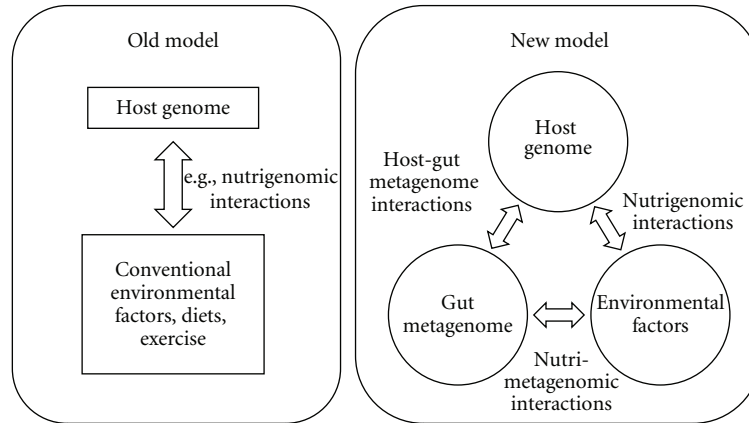 Old model
Host genome
e.g., nutrigenomic
interactions
Conventional
environmental
factors, diets,
exercise
New model
Host
genome
Host-gut
metagenome
interactions
Nutrigenomic
interactions
Gut
metagenome
Environmental
factors
Nutri-
metagenomic
interactions